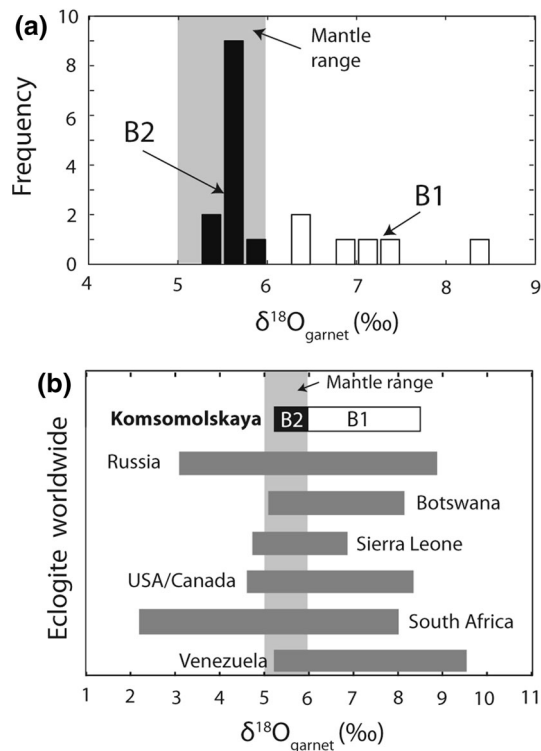 (a)
10
8
6
4
2
0
Frequency
Mantle
range
B2
B1
4 5 6 7 8 9
δ¹⁸Ogarnet (‰)
(b)
Mantle range
Komsomolskaya B2 B1
Russia
Botswana
Sierra Leone
USA/Canada
South Africa
Venezuela
Eclogite worldwide
1 2 3 4 5 6 7 8 9 10 11
δ¹⁸Ogarnet (‰)